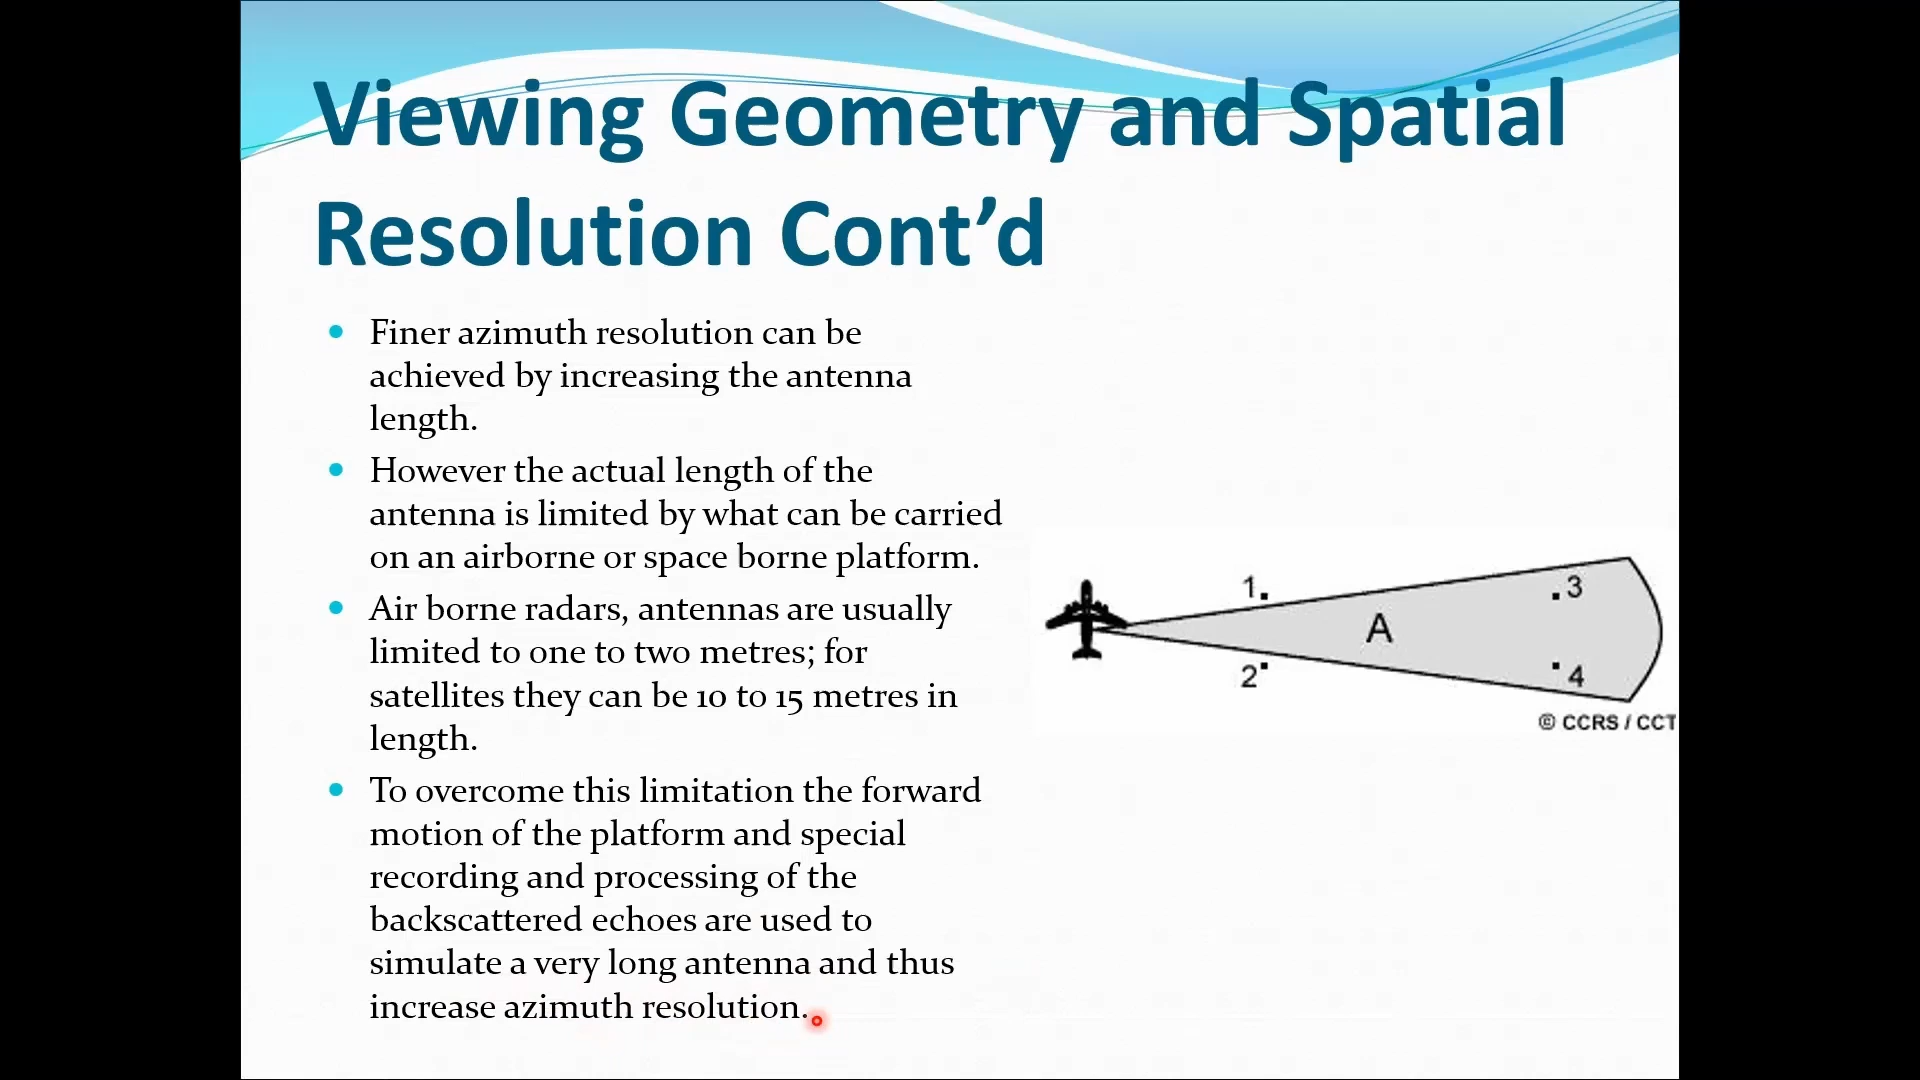 Viewing Geometry and Spatial
Resolution Cont’d
Finer azimuth resolution can be
achieved by increasing the antenna
length.
However the actual length of the
antenna is limited by what can be carried
on an airborne or space borne platform.
Air borne radars, antennas are usually
limited to one to two metres; for
satellites they can be 10 to 15 metres in
length.
To overcome this limitation the forward
motion of the platform and special
recording and processing of the
backscattered echoes are used to
simulate a very long antenna and thus
increase azimuth resolution.
1
3
A
2
4
© CCRS / CCT